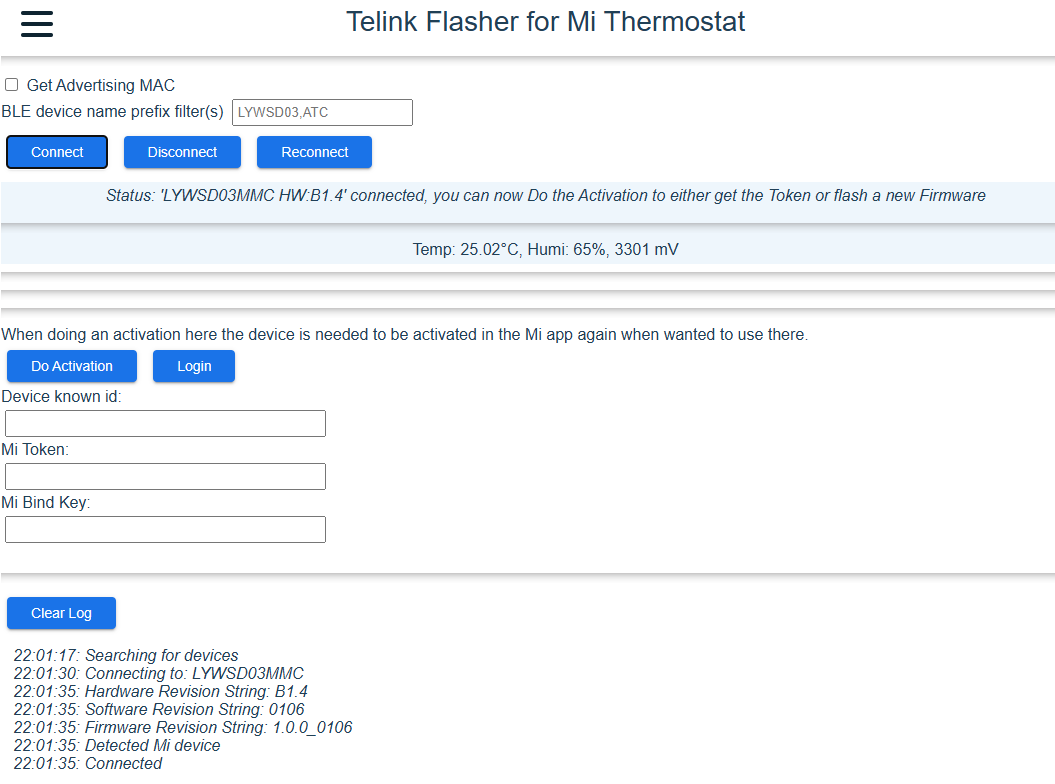 Telink Flasher for Mi Thermostat
Get Advertising MAC
BLE device name prefix filter(s) LYWSD03,ATC
Connect Disconnect Reconnect
Status: 'LYWSD03MMC HW:B1.4' connected, you can now Do the Activation to either get the Token or flash a new Firmware
Temp: 25.02°C, Humi: 65%, 3301 mV
When doing an activation here the device is needed to be activated in the Mi app again when wanted to use there.
Do Activation Login
Device known id:
Mi Token:
Mi Bind Key:
Clear Log
22:01:17: Searching for devices
22:01:30: Connecting to: LYWSD03MMC
22:01:35: Hardware Revision String: B1.4
22:01:35: Software Revision String: 0106
22:01:35: Firmware Revision String: 1.0.0_0106
22:01:35: Detected Mi device
22:01:35: Connected